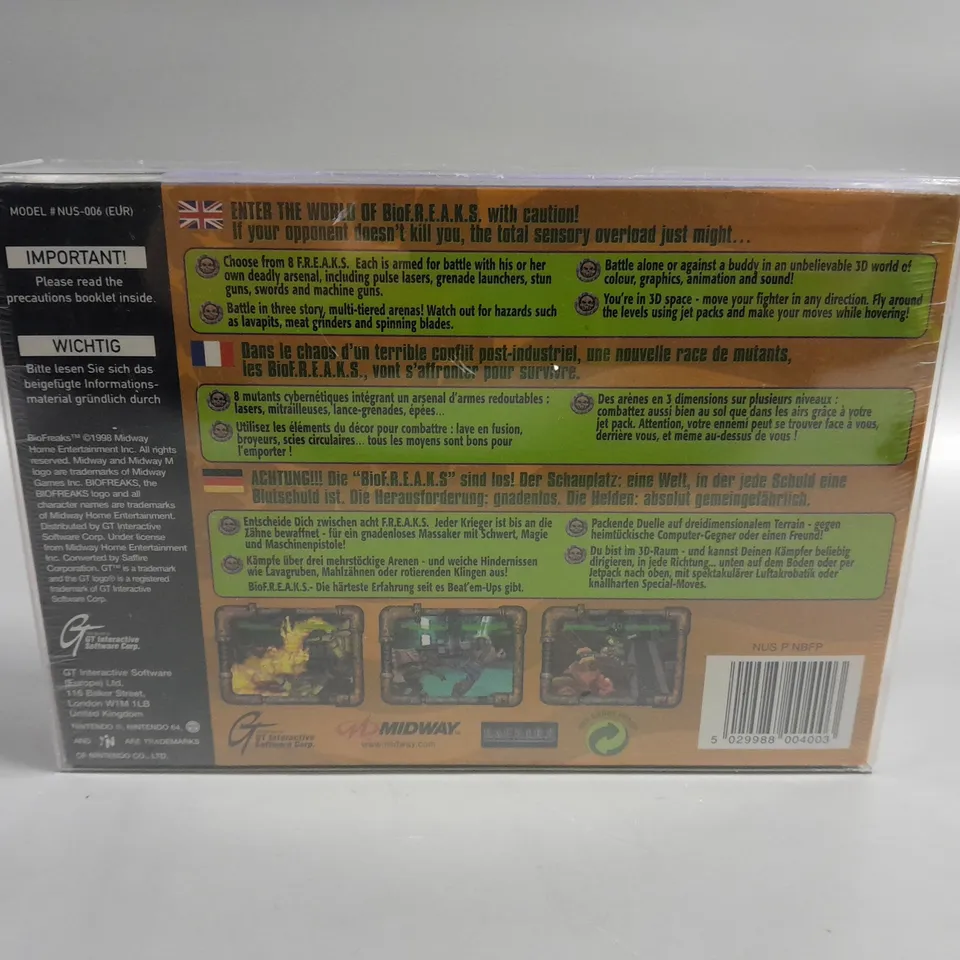 MODEL #NUS-006 (EUR)
IMPORTANT!
Please read the
precautions booklet inside.
WICHTIG
Bitte lesen Sie sich das
beigefügte Informations-
material gründlich durch
BioFreaks™ ©1998 Midway
Home Entertainment Inc. All rights
reserved. Midway and Midway M
logo are trademarks of Midway
Games Inc. BIOFREAKS, the
BIOFREAKS logo and all
character names are trademarks
of Midway Home Entertainment.
Distributed by GT Interactive
Software Corp. Under license
from Midway Home Entertainment
Inc. Converted by Saffire
Corporation. GT™ is a trademark
and the GT logo® is a registered
trademark of GT Interactive
Software Corp.
GT Interactive
Software Corp.
GT Interactive Software
(Europe) Ltd,
116 Baker Street,
London W1M 1LB
United Kingdom
NINTENDO ®, NINTENDO 64
AND N ARE TRADEMARKS
OF NINTENDO CO., LTD.
ENTER THE WORLD OF BioF.R.E.A.K.S. with caution!
If your opponent doesn't kill you, the total sensory overload just might...
Choose from 8 F.R.E.A.K.S. Each is armed for battle with his or her
own deadly arsenal, including pulse lasers, grenade launchers, stun
guns, swords and machine guns.
Battle in three story, multi-tiered arenas! Watch out for hazards such
as lavapits, meat grinders and spinning blades.
Battle alone or against a buddy in an unbelievable 3D world of
colour, graphics, animation and sound!
You're in 3D space - move your fighter in any direction. Fly around
the levels using jet packs and make your moves while hovering!
Dans le chaos d'un terrible conflit post-industriel, une nouvelle race de mutants,
les BioF.R.E.A.K.S., vont s'affronter pour survivre.
8 mutants cybernétiques intégrant un arsenal d'armes redoutables :
lasers, mitrailleuses, lance-grenades, épées...
Utilisez les éléments du décor pour combattre : lave en fusion,
broyeurs, scies circulaires... tous les moyens sont bons pour
l'emporter !
Des arènes en 3 dimensions sur plusieurs niveaux :
combattez aussi bien au sol que dans les airs grâce à votre
jet pack. Attention, votre ennemi peut se trouver face à vous,
derrière vous, et même au-dessus de vous !
ACHTUNG!!! Die "BioF.R.E.A.K.S" sind los! Der Schauplatz: eine Welt, in der jede Schuld eine
Blutschuld ist. Die Herausforderung: gnadenlos. Die Helden: absolut gemeingefährlich.
Entscheide Dich zwischen acht F.R.E.A.K.S. Jeder Krieger ist bis an die
Zähne bewaffnet - für ein gnadenloses Massaker mit Schwert, Magie
und Maschinenpistole!
Kämpfe über drei mehrstöckige Arenen - und weiche Hindernissen
wie Lavagruben, Mahlzähnen oder rotierenden Klingen aus!
BioF.R.E.A.K.S.- Die härteste Erfahrung seit es Beat'em-Ups gibt.
Packende Duelle auf dreidimensionalem Terrain - gegen
heimtückische Computer-Gegner oder einen Freund!
Du bist im 3D-Raum - und kannst Deinen Kämpfer beliebig
dirigieren, in jede Richtung... unten auf dem Boden oder per
Jetpack nach oben, mit spektakulärer Luftakrobatik oder
knallharten Special-Moves.
GT Interactive
Software Corp.
MIDWAY
www.midway.com
SAFFIRE
NUS P NBFP
5 029988 004003